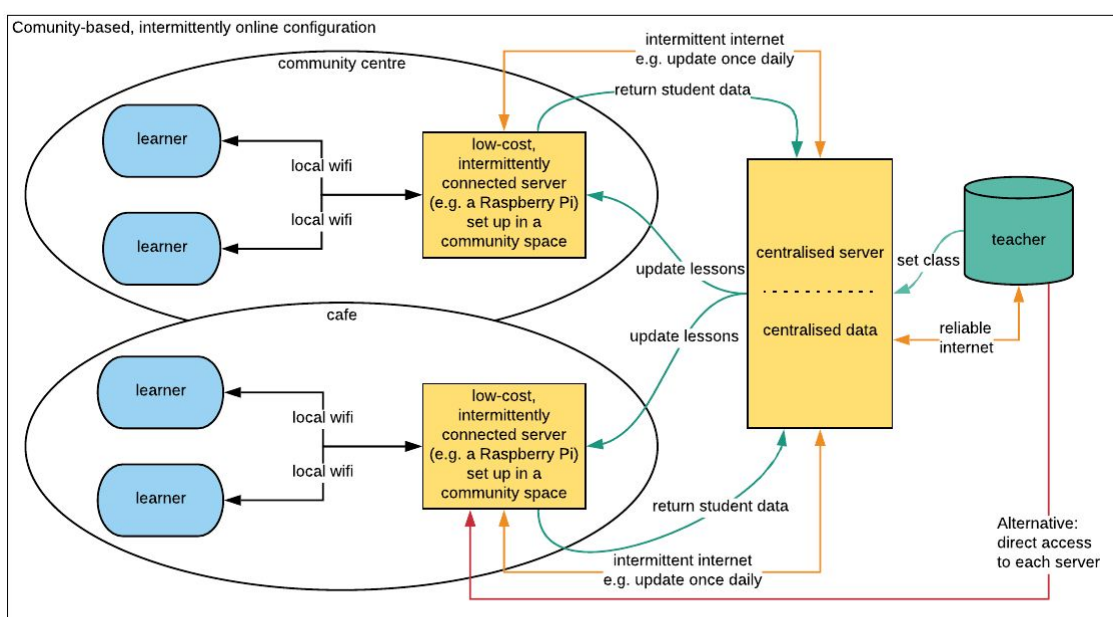 Comunity-based, intermittently online configuration
community centre
intermittent internet
e.g. update once daily
return student data
learner
local wifi
local wifi
learner
low-cost,
intermittently
connected server
(e.g. a Raspberry Pi)
set up in a
community space
update lessons
centralised server
centralised data
set class
teacher
reliable
internet
cafe
update lessons
learner
local wifi
local wifi
learner
low-cost,
intermittently
connected server
(e.g. a Raspberry Pi)
set up in a
community space
return student data
intermittent internet
e.g. update once daily
Alternative:
direct access
to each server